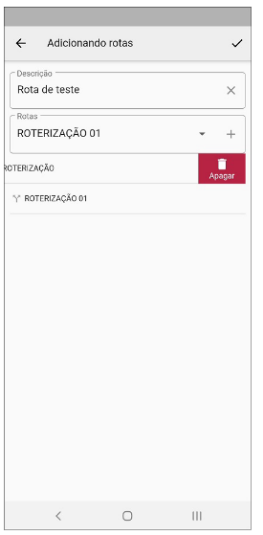 Adicionando rotas
Descrição
Rota de teste
Rotas
ROTERIZAÇÃO 01
ROTERIZAÇÃO
Apagar
ROTERIZAÇÃO 01